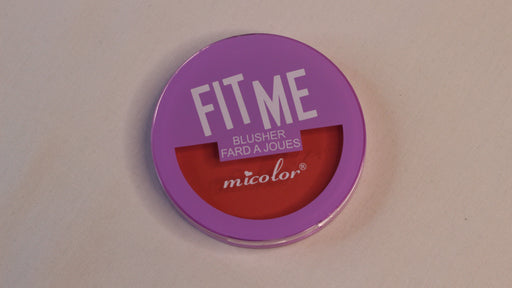 FIT ME
BLUSHER
FARD A JOUES
micolor®